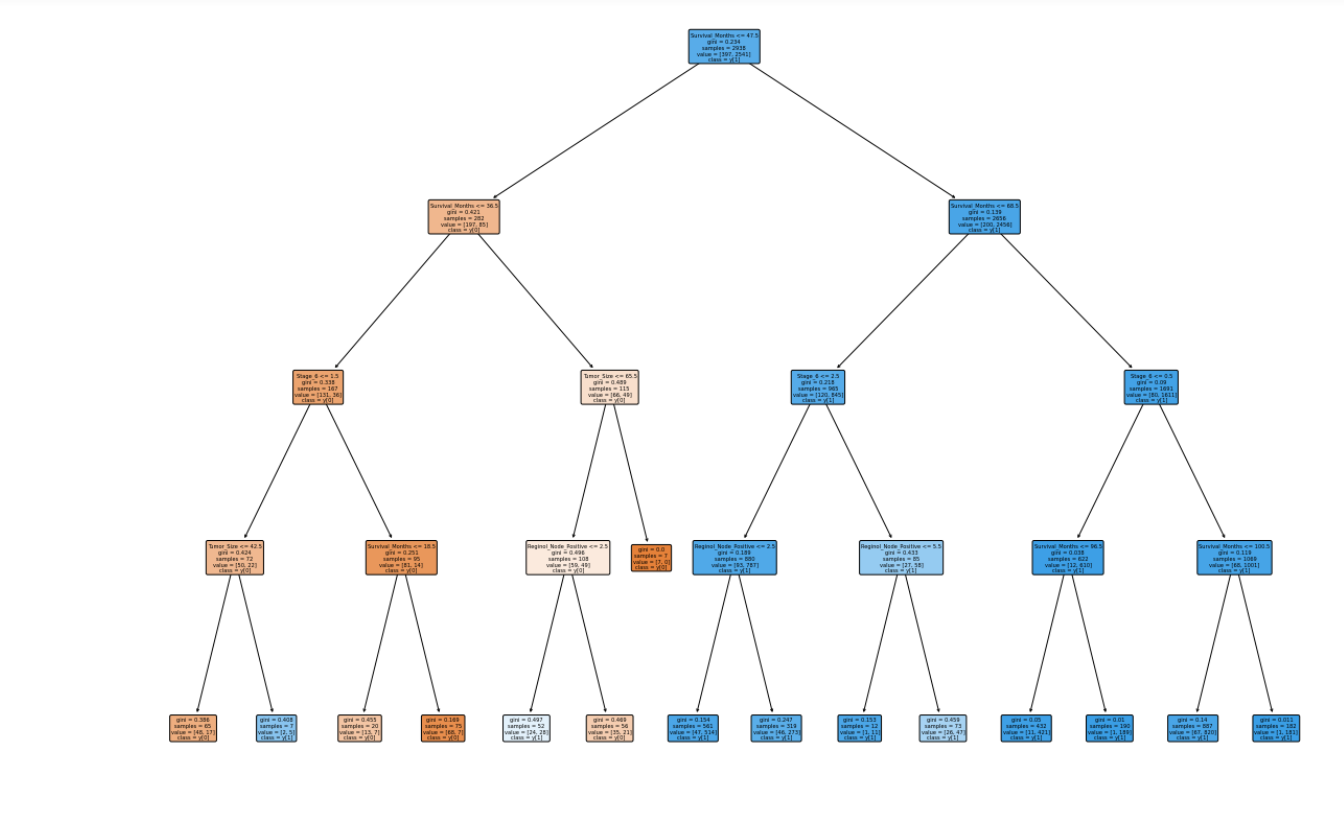 Survival_Months <= 47.5
gini = 0.234
samples = 2938
value = [397, 2541]
class = y[1]
Survival_Months <= 36.5
gini = 0.421
samples = 282
value = [197, 85]
class = y[0]
Survival_Months <= 68.5
gini = 0.139
samples = 2656
value = [200, 2456]
class = y[1]
Stage_6 <= 1.5
gini = 0.338
samples = 167
value = [131, 36]
class = y[0]
Tumor_Size <= 65.5
gini = 0.489
samples = 115
value = [66, 49]
class = y[0]
Stage_6 <= 2.5
gini = 0.218
samples = 965
value = [120, 845]
class = y[1]
Stage_6 <= 0.5
gini = 0.09
samples = 1691
value = [80, 1611]
class = y[1]
Tumor_Size <= 42.5
gini = 0.424
samples = 72
value = [50, 22]
class = y[0]
Survival_Months <= 18.5
gini = 0.251
samples = 95
value = [81, 14]
class = y[0]
Reginol_Node_Positive <= 2.5
gini = 0.496
samples = 108
value = [59, 49]
class = y[0]
gini = 0.0
samples = 7
value = [7, 0]
class = y[0]
Reginol_Node_Positive <= 2.5
gini = 0.189
samples = 880
value = [93, 787]
class = y[1]
Reginol_Node_Positive <= 5.5
gini = 0.433
samples = 85
value = [27, 58]
class = y[1]
Survival_Months <= 96.5
gini = 0.038
samples = 622
value = [12, 610]
class = y[1]
Survival_Months <= 100.5
gini = 0.119
samples = 1069
value = [68, 1001]
class = y[1]
gini = 0.386
samples = 65
value = [48, 17]
class = y[0]
gini = 0.408
samples = 7
value = [2, 5]
class = y[1]
gini = 0.455
samples = 20
value = [13, 7]
class = y[0]
gini = 0.169
samples = 75
value = [68, 7]
class = y[0]
gini = 0.497
samples = 52
value = [24, 28]
class = y[1]
gini = 0.469
samples = 56
value = [35, 21]
class = y[0]
gini = 0.154
samples = 561
value = [47, 514]
class = y[1]
gini = 0.247
samples = 319
value = [46, 273]
class = y[1]
gini = 0.153
samples = 12
value = [1, 11]
class = y[1]
gini = 0.459
samples = 73
value = [26, 47]
class = y[1]
gini = 0.05
samples = 432
value = [11, 421]
class = y[1]
gini = 0.01
samples = 190
value = [1, 189]
class = y[1]
gini = 0.14
samples = 887
value = [67, 820]
class = y[1]
gini = 0.011
samples = 182
value = [1, 181]
class = y[1]